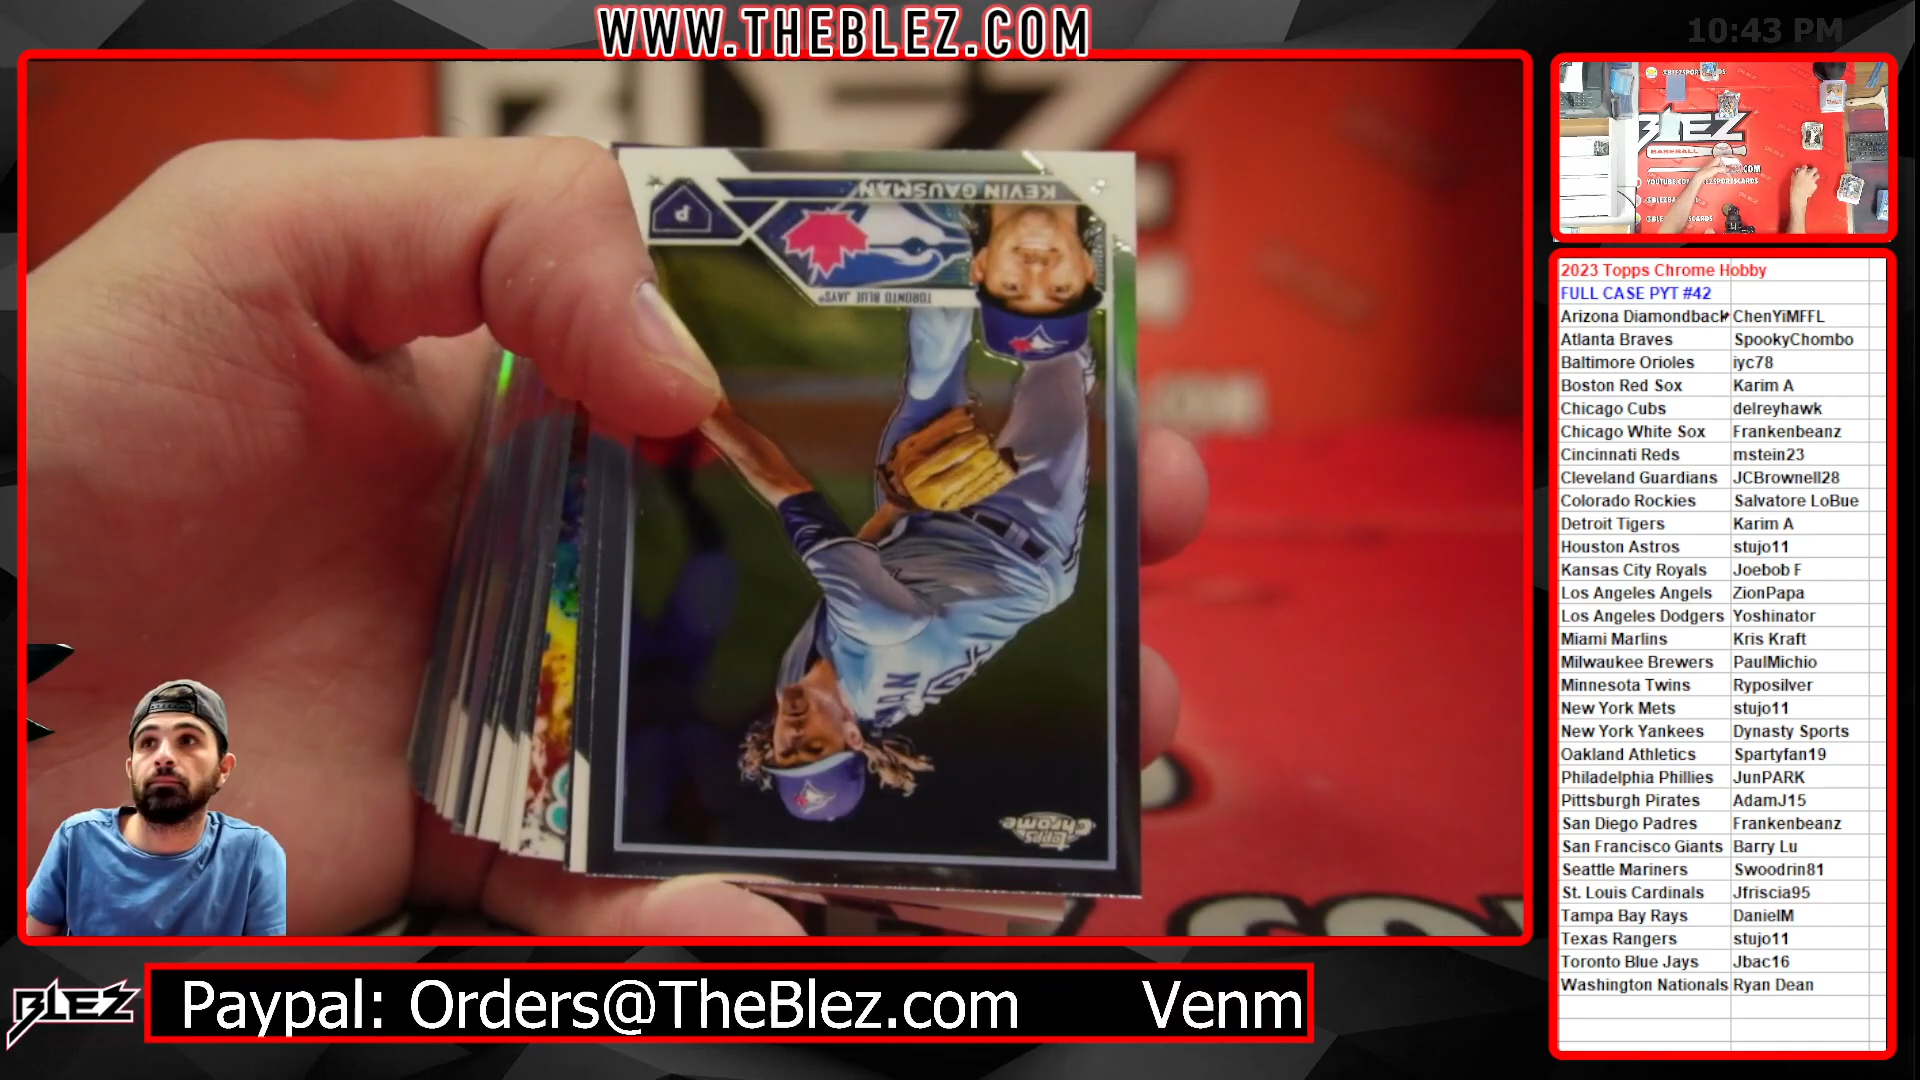 WWW.THEBLEZ.COM
10:43 PM
BLEZ
KEVIN GAUSMAN
P
TORONTO BLUE JAYS®
Topps
Chrome
BLEZ
BASEBALL
2023 Topps Chrome Hobby
FULL CASE PYT #42
Arizona Diamondback ChenYiMFFL
Atlanta Braves SpookyChombo
Baltimore Orioles iyc78
Boston Red Sox Karim A
Chicago Cubs delreyhawk
Chicago White Sox Frankenbeanz
Cincinnati Reds mstein23
Cleveland Guardians JCBrownell28
Colorado Rockies Salvatore LoBue
Detroit Tigers Karim A
Houston Astros stujo11
Kansas City Royals Joebob F
Los Angeles Angels ZionPapa
Los Angeles Dodgers Yoshinator
Miami Marlins Kris Kraft
Milwaukee Brewers PaulMichio
Minnesota Twins Ryposilver
New York Mets stujo11
New York Yankees Dynasty Sports
Oakland Athletics Spartyfan19
Philadelphia Phillies JunPARK
Pittsburgh Pirates AdamJ15
San Diego Padres Frankenbeanz
San Francisco Giants Barry Lu
Seattle Mariners Swoodrin81
St. Louis Cardinals Jfriscia95
Tampa Bay Rays DanielM
Texas Rangers stujo11
Toronto Blue Jays Jbac16
Washington Nationals Ryan Dean
BLEZ
Paypal: Orders@TheBlez.com Venm